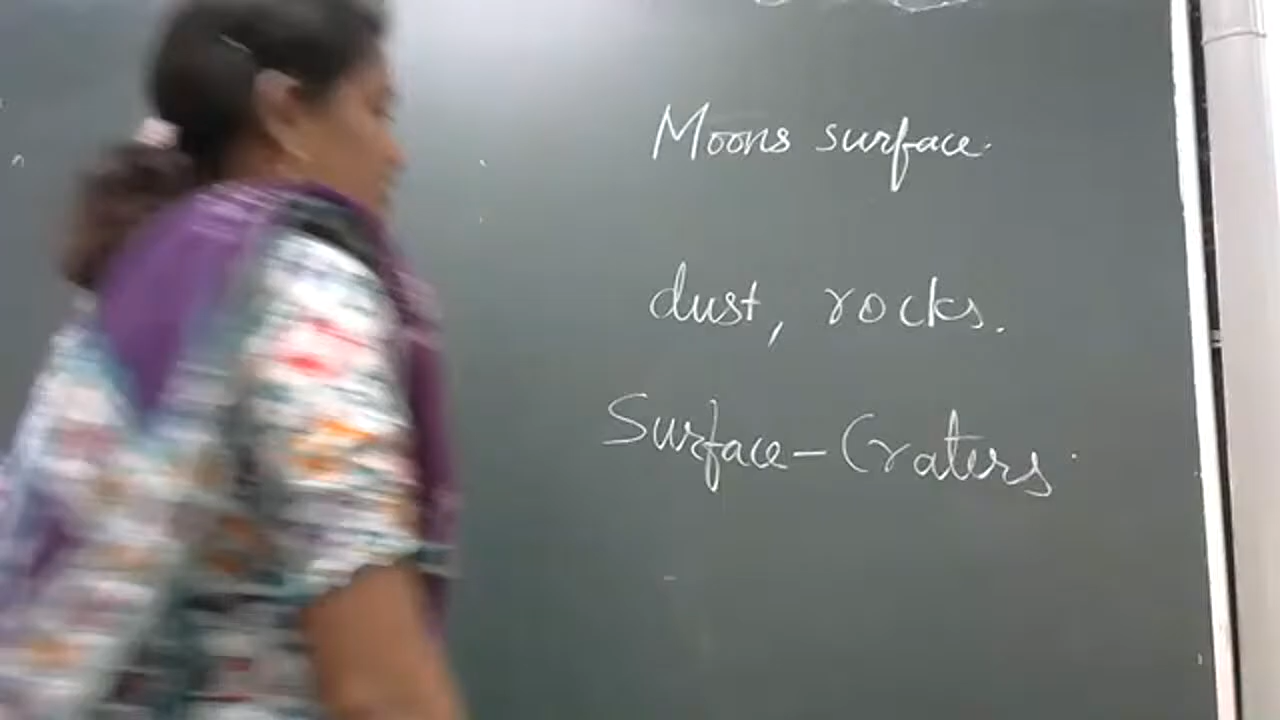 Moons surface.
dust, rocks.
Surface - Craters.